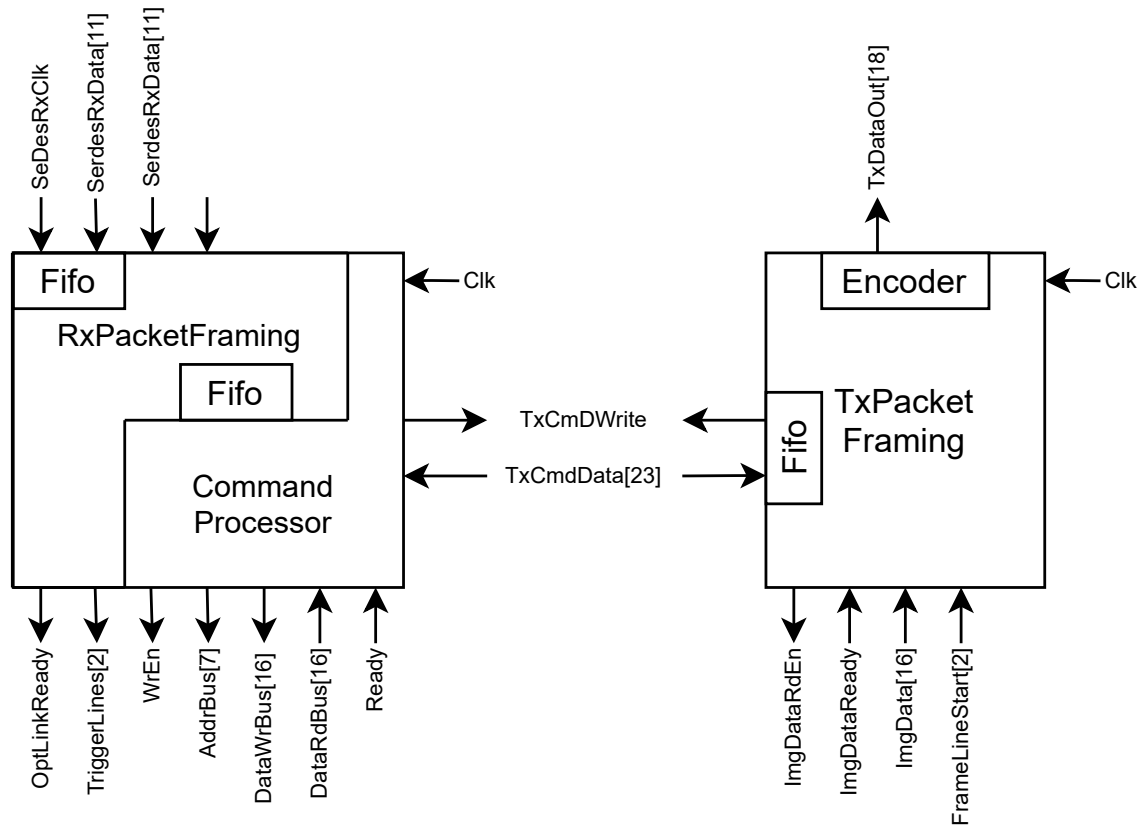 SeDesRxClk
SerdesRxData[11]
SerdesRxData[11]
TxDataOut[18]
Fifo
RxPacketFraming
Fifo
Command
Processor
Clk
TxCmDWrite
TxCmdData[23]
Encoder
Clk
TxPacket
Framing
Fifo
OptLinkReady
TriggerLines[2]
WrEn
AddrBus[7]
DataWrBus[16]
DataRdBus[16]
Ready
ImgDataRdEn
ImgDataReady
ImgData[16]
FrameLineStart[2]